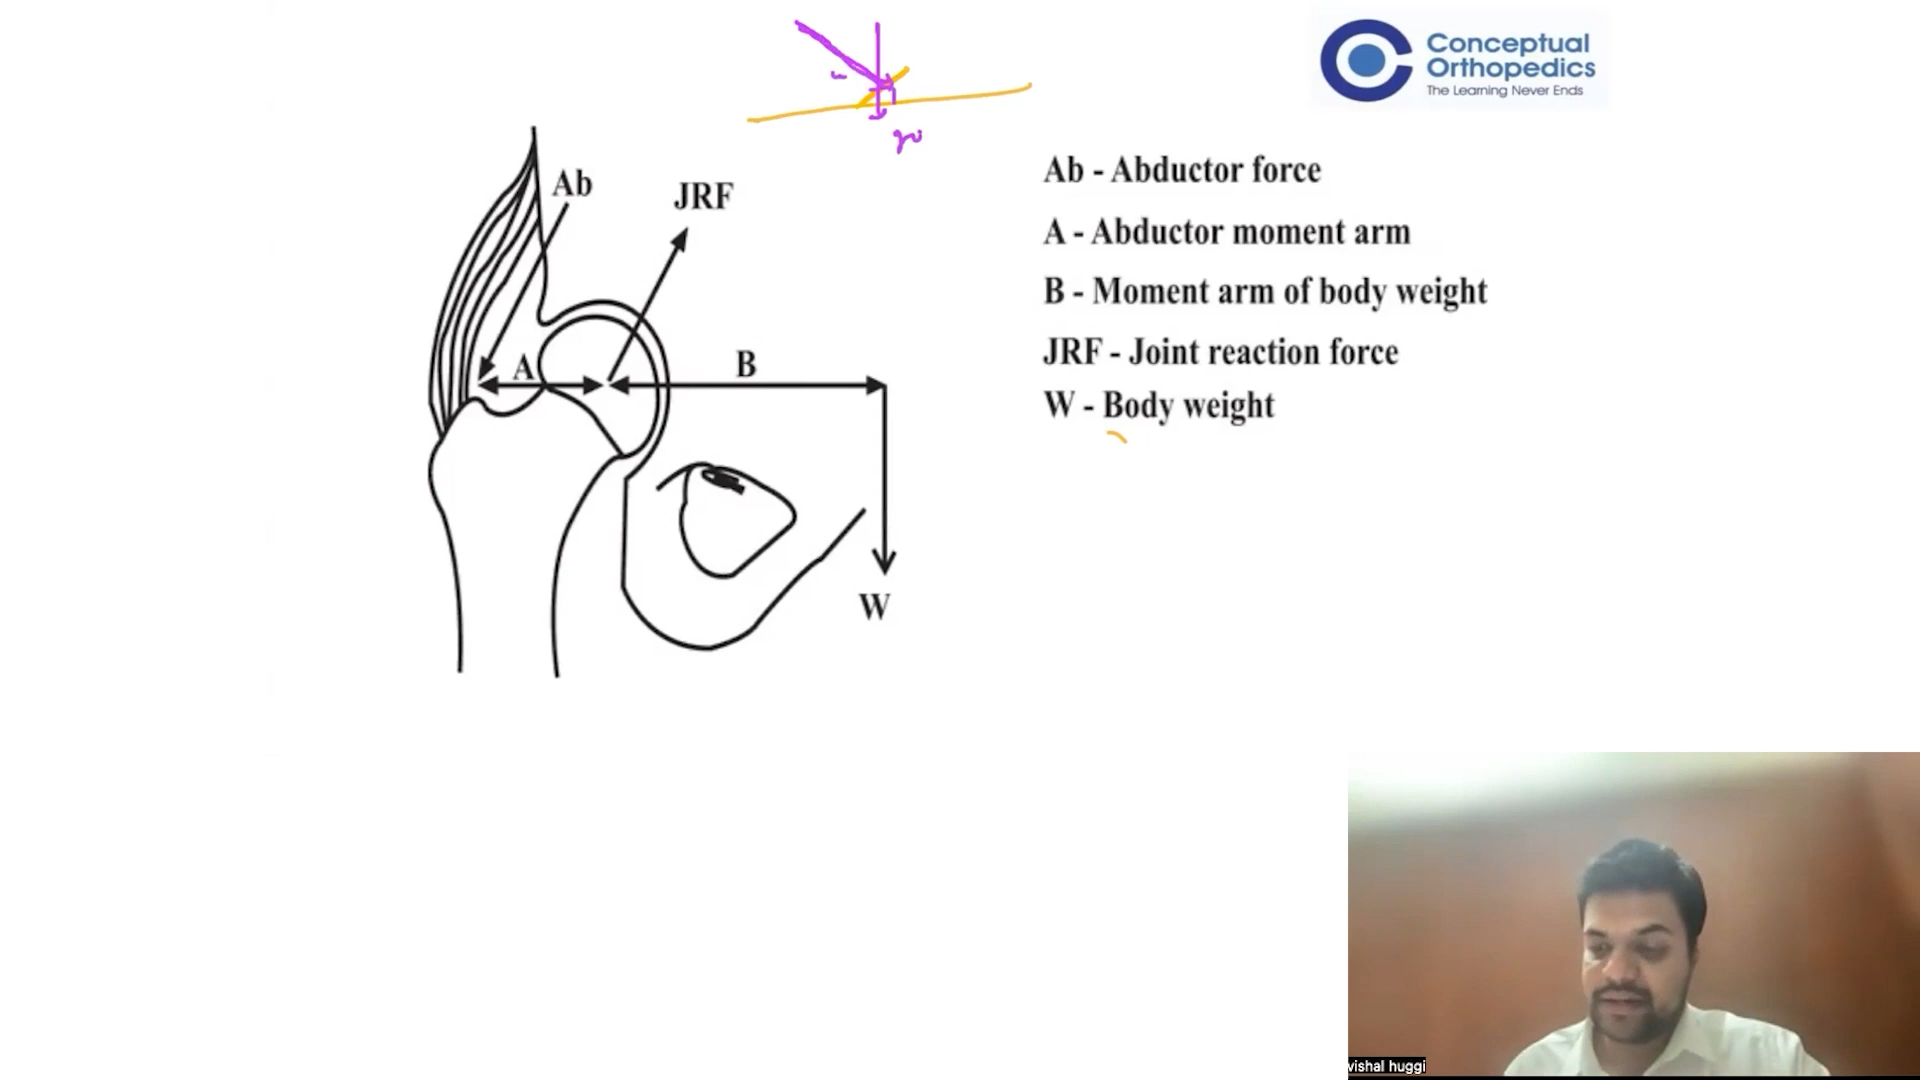 Conceptual
Orthopedics
The Learning Never Ends
Ab
JRF
A
B
W
Ab - Abductor force
A - Abductor moment arm
B - Moment arm of body weight
JRF - Joint reaction force
W - Body weight
vishal huggi